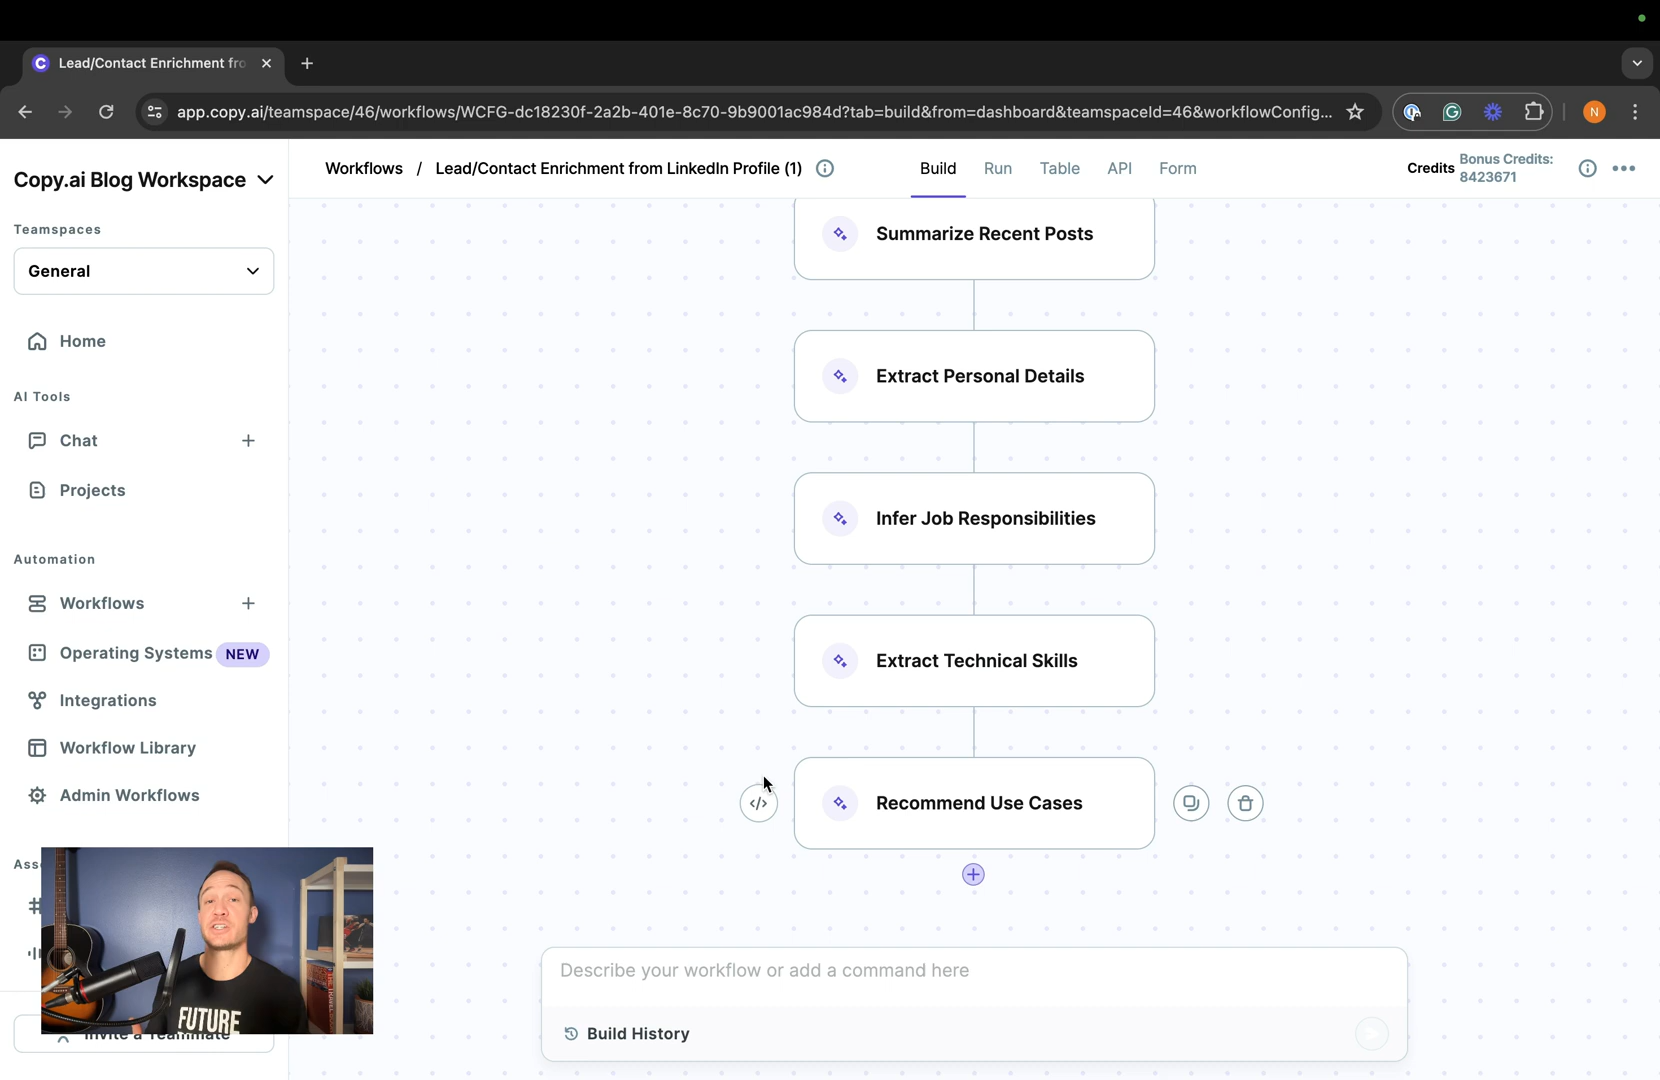 Lead/Contact Enrichment fro
app.copy.ai/teamspace/46/workflows/WCFG-dc18230f-2a2b-401e-8c70-9b9001ac984d?tab=build&from=dashboard&teamspaceId=46&workflowConfig...
N
Copy.ai Blog Workspace
Workflows / Lead/Contact Enrichment from LinkedIn Profile (1)
Build
Run
Table
API
Form
Credits
Bonus Credits:
8423671
Teamspaces
General
Home
AI Tools
Chat
Projects
Automation
Workflows
Operating Systems NEW
Integrations
Workflow Library
Admin Workflows
Summarize Recent Posts
Extract Personal Details
Infer Job Responsibilities
Extract Technical Skills
Recommend Use Cases
Describe your workflow or add a command here
Build History
FUTURE
Invite a Teammate